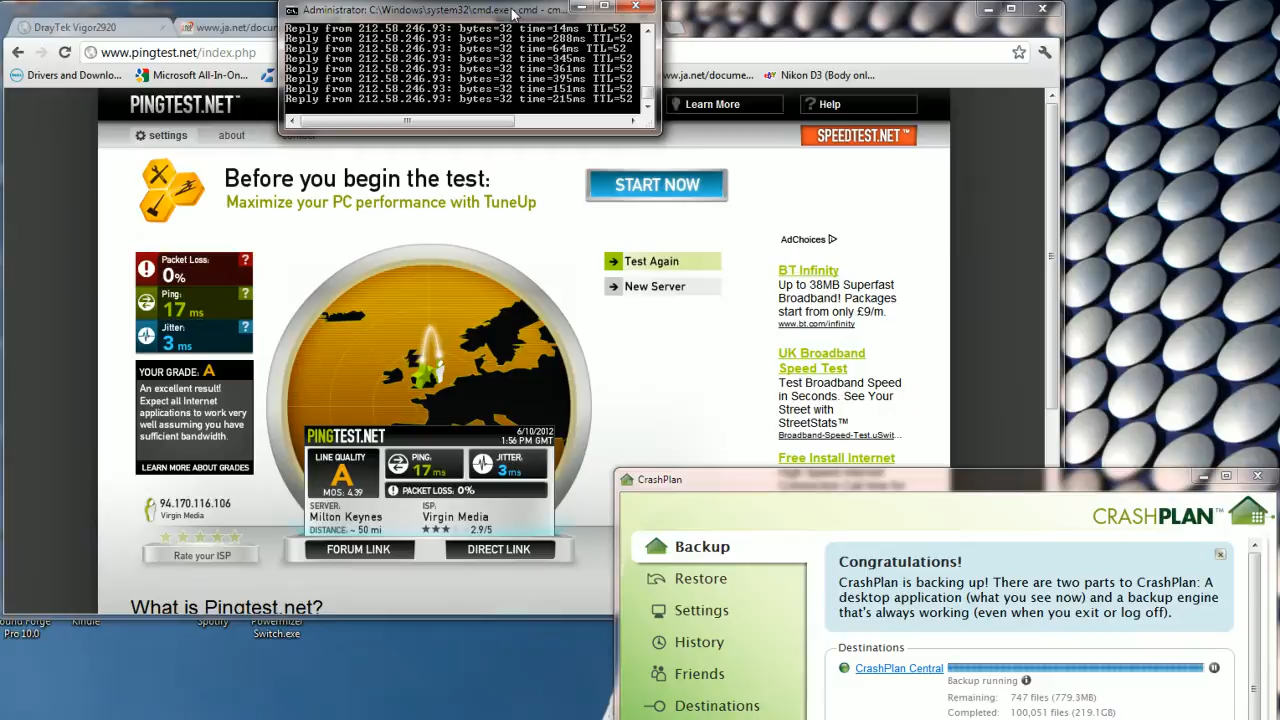 DrayTek Vigor2920
www.ja.net/docum
Administrator: C:\Windows\system32\cmd.exe - cmd - cm...
Reply from 212.58.246.93: bytes=32 time=14ms TTL=52
Reply from 212.58.246.93: bytes=32 time=208ms TTL=52
Reply from 212.58.246.93: bytes=32 time=64ms TTL=52
Reply from 212.58.246.93: bytes=32 time=345ms TTL=52
Reply from 212.58.246.93: bytes=32 time=361ms TTL=52
Reply from 212.58.246.93: bytes=32 time=395ms TTL=52
Reply from 212.58.246.93: bytes=32 time=151ms TTL=52
Reply from 212.58.246.93: bytes=32 time=215ms TTL=52
www.pingtest.net/index.php
Drivers and Downlo...
Microsoft All-In-On...
ww.ja.net/docume...
Nikon D3 (Body onl...
PINGTEST.NET™
Learn More
Help
settings
about
SPEEDTEST.NET™
Before you begin the test:
Maximize your PC performance with TuneUp
START NOW
Packet Loss: ?
0%
Ping: ?
17 ms
Jitter: ?
3 ms
Test Again
New Server
AdChoices
BT Infinity
Up to 38MB Superfast
Broadband! Packages
start from only £9/m.
www.bt.com/infinity
UK Broadband
Speed Test
Test Broadband Speed
in Seconds. See Your
Street with
StreetStats™
Broadband-Speed-Test.uSwit...
Free Install Internet
YOUR GRADE: A
An excellent result!
Expect all Internet
applications to work very
well assuming you have
sufficient bandwidth.
LEARN MORE ABOUT GRADES
94.170.116.106
Virgin Media
Rate your ISP
PINGTEST.NET
6/10/2012
1:56 PM GMT
LINE QUALITY
A
MOS: 4.39
PING:
17 ms
JITTER:
3 ms
PACKET LOSS: 0%
SERVER:
Milton Keynes
DISTANCE: ~ 50 mi
ISP:
Virgin Media
2.9/5
FORUM LINK
DIRECT LINK
What is Pingtest.net?
ound Forge
Pro 10.0
Kindle
Spotify
Powermizer
Switch.exe
CrashPlan
CRASHPLAN™
Backup
Restore
Settings
History
Friends
Destinations
Congratulations!
CrashPlan is backing up! There are two parts to CrashPlan: A
desktop application (what you see now) and a backup engine
that's always working (even when you exit or log off).
Destinations
CrashPlan Central
Backup running
Remaining: 747 files (779.3MB)
Completed: 100,051 files (219.1GB)